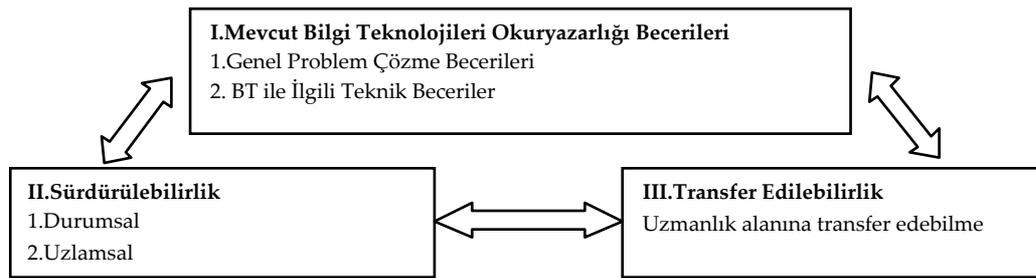 I.Mevcut Bilgi Teknolojileri Okuryazarlığı Becerileri
1.Genel Problem Çözme Becerileri
2. BT ile İlgili Teknik Beceriler
II.Sürdürülebilirlik
1.Durumsal
2.Uzlamsal
III.Transfer Edilebilirlik
Uzmanlık alanına transfer edebilme